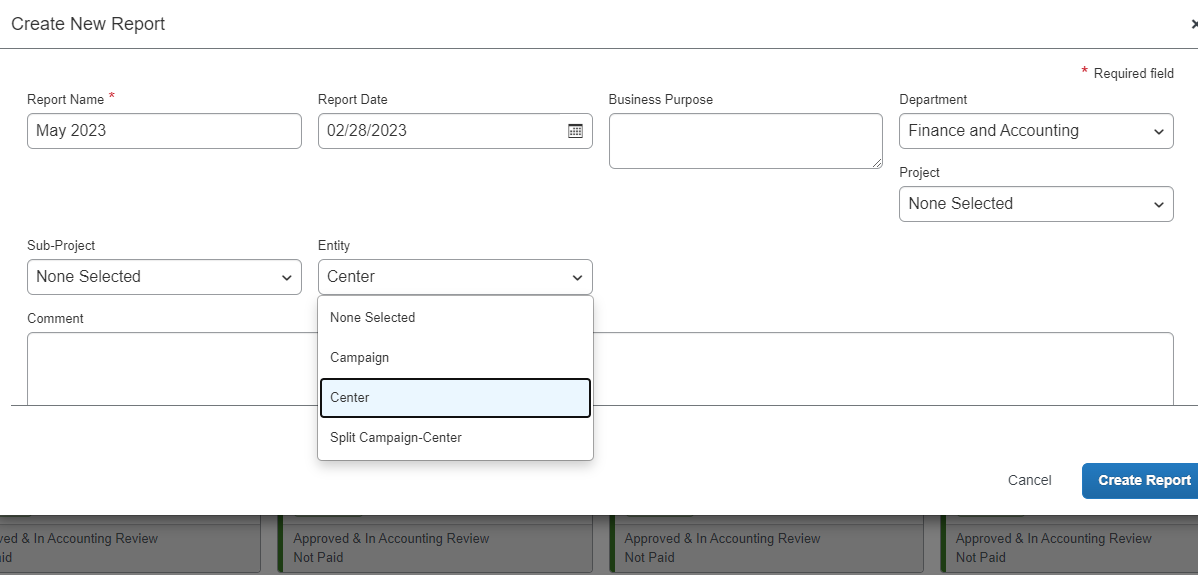 Create New Report
×
* Required field
Report Name *
Report Date
Business Purpose
Department
May 2023
02/28/2023
Finance and Accounting
Project
None Selected
Sub-Project
Entity
None Selected
Center
None Selected
Campaign
Center
Split Campaign-Center
Comment
Cancel
Create Report
& In Accounting Review
Approved & In Accounting Review
Not Paid
Approved & In Accounting Review
Not Paid
Approved & In Accounting Review
Not Paid